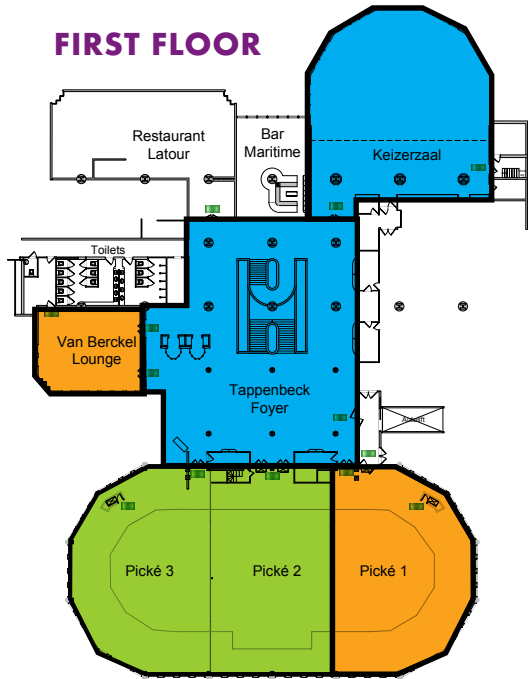 FIRST FLOOR
Restaurant
Latour
Bar
Maritime
Keizerzaal
Toilets
Van Berckel
Lounge
Tappenbeck
Foyer
Autolift
Pické 3
Pické 2
Pické 1